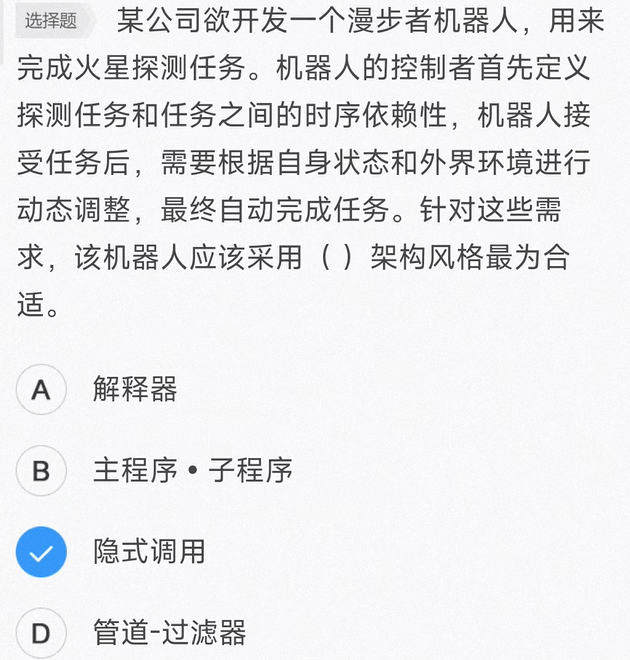 选择题 某公司欲开发一个漫步者机器人，用来
完成火星探测任务。机器人的控制者首先定义
探测任务和任务之间的时序依赖性，机器人接
受任务后，需要根据自身状态和外界环境进行
动态调整，最终自动完成任务。针对这些需
求，该机器人应该采用（ ）架构风格最为合
适。
A 解释器
B 主程序•子程序
隐式调用
D 管道-过滤器